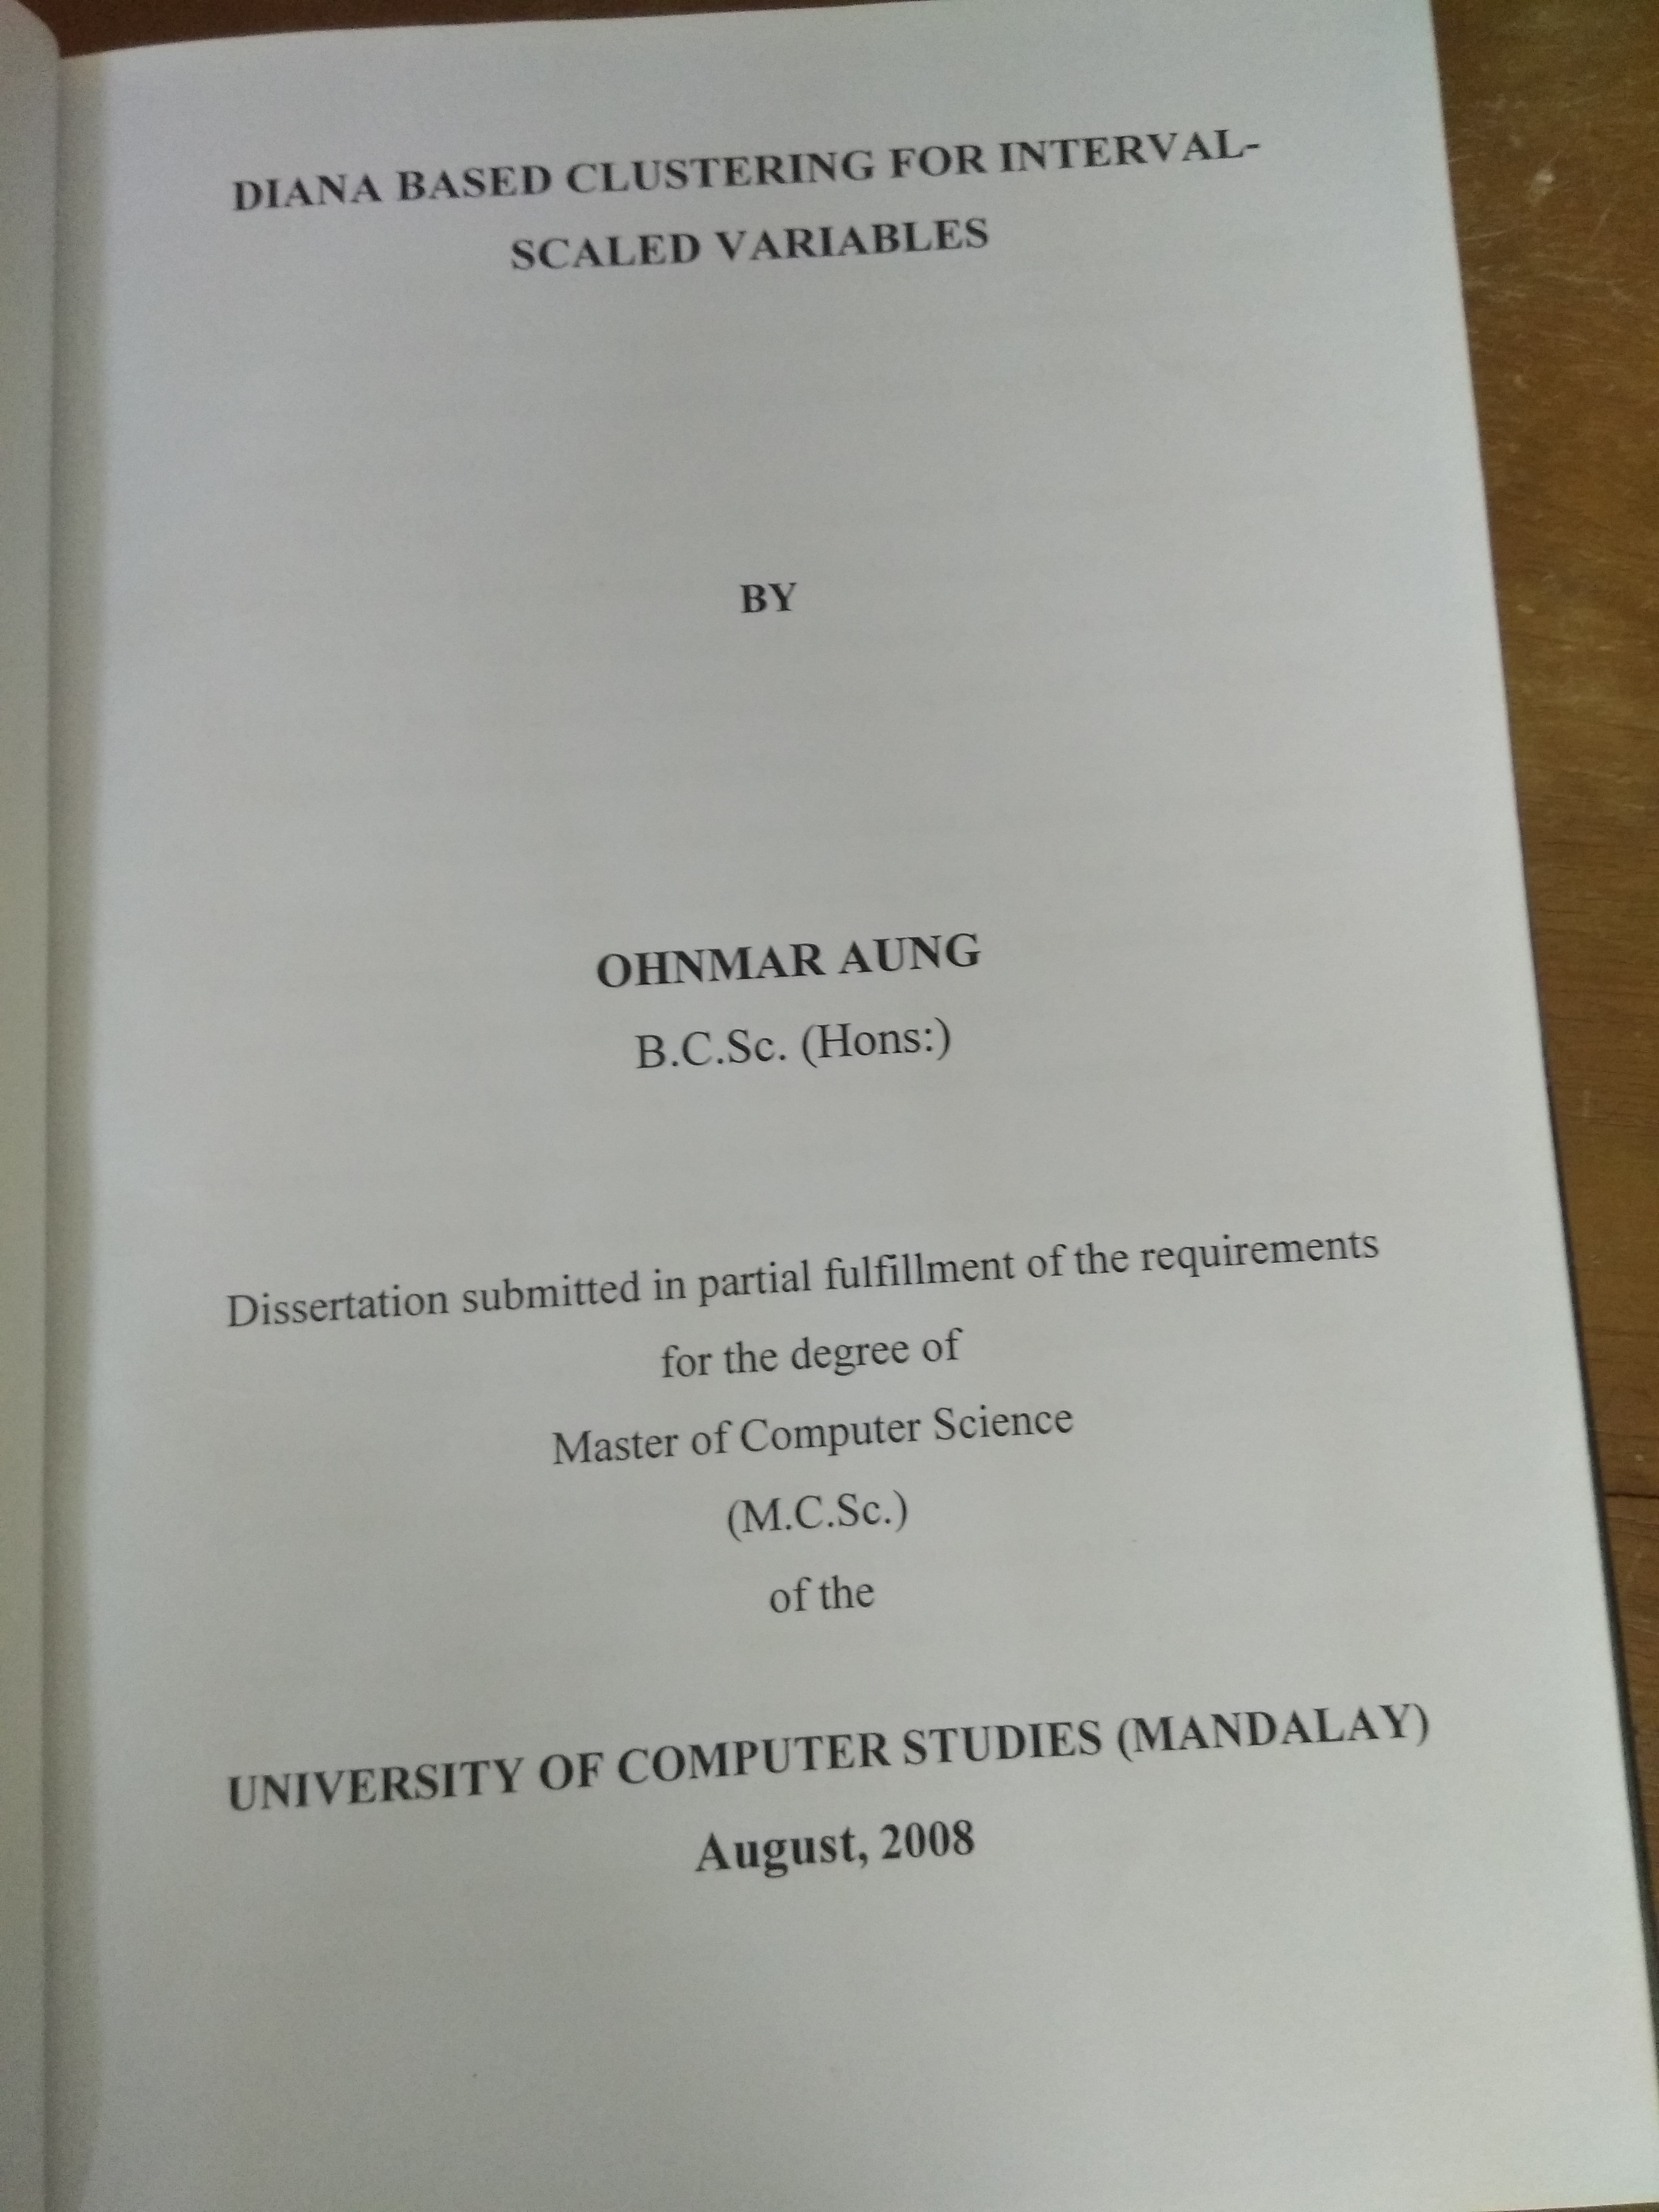 DIANA BASED CLUSTERING FOR INTERVAL-
SCALED VARIABLES
BY
OHNMAR AUNG
B.C.Sc. (Hons:)
Dissertation submitted in partial fulfillment of the requirements
for the degree of
Master of Computer Science
(M.C.Sc.)
of the
UNIVERSITY OF COMPUTER STUDIES (MANDALAY)
August, 2008